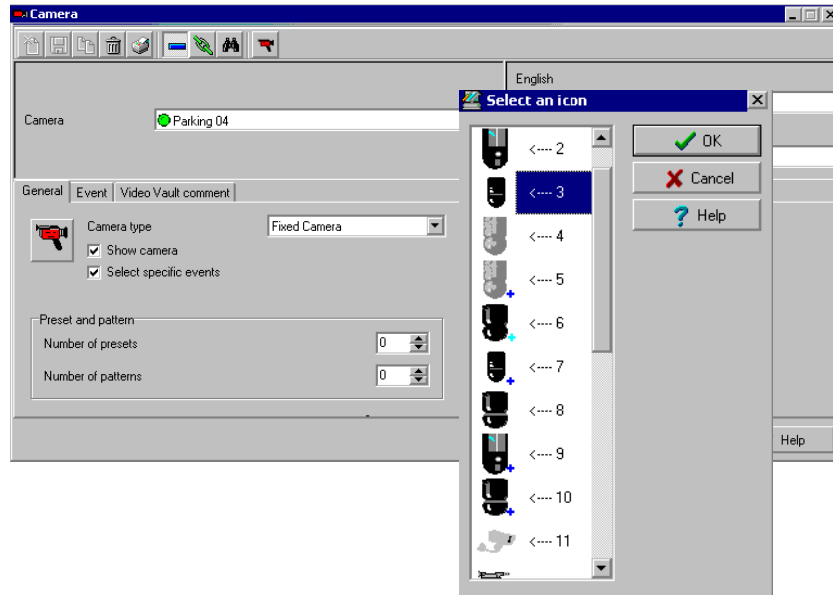 Camera
English
Camera
Parking 04
General
Event
Video Vault comment
Camera type
Fixed Camera
Show camera
Select specific events
Preset and pattern
Number of presets
0
Number of patterns
0
Help
Select an icon
<---- 2
<---- 3
<---- 4
<---- 5
<---- 6
<---- 7
<---- 8
<---- 9
<---- 10
<---- 11
OK
Cancel
? Help